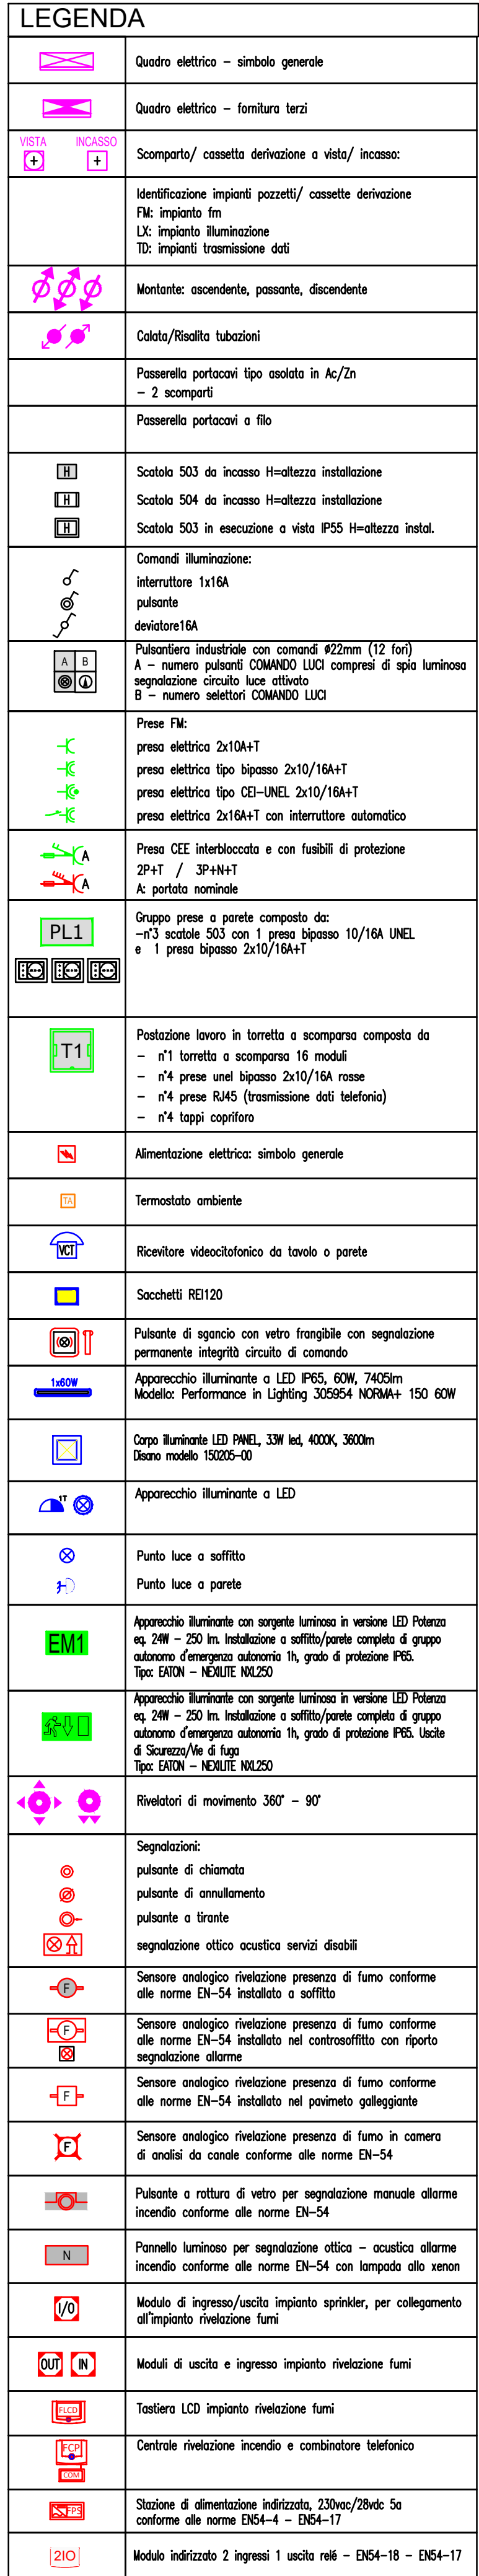 LEGENDA
Quadro elettrico – simbolo generale
Quadro elettrico – fornitura terzi
VISTA INCASSO
Scomparto/ cassetta derivazione a vista/ incasso:
Identificazione impianti pozzetti/ cassette derivazione
FM: impianto fm
LX: impianto illuminazione
TD: impianti trasmissione dati
Montante: ascendente, passante, discendente
Calata/Risalita tubazioni
Passerella portacavi tipo asolata in Ac/Zn
– 2 scomparti
Passerella portacavi a filo
H Scatola 503 da incasso H=altezza installazione
H Scatola 504 da incasso H=altezza installazione
H Scatola 503 in esecuzione a vista IP55 H=altezza instal.
Comandi illuminazione:
interruttore 1x16A
pulsante
deviatore16A
A B
Pulsantiera industriale con comandi ø22mm (12 fori)
A – numero pulsanti COMANDO LUCI compresi di spia luminosa
segnalazione circuito luce attivato
B – numero selettori COMANDO LUCI
Prese FM:
presa elettrica 2x10A+T
presa elettrica tipo bipasso 2x10/16A+T
presa elettrica tipo CEI–UNEL 2x10/16A+T
presa elettrica 2x16A+T con interruttore automatico
A
A
Presa CEE interbloccata e con fusibili di protezione
2P+T / 3P+N+T
A: portata nominale
PL1
Gruppo prese a parete composto da:
–n°3 scatole 503 con 1 presa bipasso 10/16A UNEL
e 1 presa bipasso 2x10/16A+T
T1
Postazione lavoro in torretta a scomparsa composta da
– n°1 torretta a scomparsa 16 moduli
– n°4 prese unel bipasso 2x10/16A rosse
– n°4 prese RJ45 (trasmissione dati telefonia)
– n°4 tappi copriforo
Alimentazione elettrica: simbolo generale
TA
Termostato ambiente
VCT
Ricevitore videocitofonico da tavolo o parete
Sacchetti REI120
Pulsante di sgancio con vetro frangibile con segnalazione
permanente integrità circuito di comando
1x60W
Apparecchio illuminante a LED IP65, 60W, 7405lm
Modello: Performance in Lighting 305954 NORMA+ 150 60W
Corpo illuminante LED PANEL, 33W led, 4000K, 3600lm
Disano modello 150205–00
1T
Apparecchio illuminante a LED
Punto luce a soffitto
Punto luce a parete
EM1
Apparecchio illuminante con sorgente luminosa in versione LED Potenza
eq. 24W – 250 lm. Installazione a soffitto/parete completa di gruppo
autonomo d'emergenza autonomia 1h, grado di protezione IP65.
Tipo: EATON – NEXILITE NXL250
Apparecchio illuminante con sorgente luminosa in versione LED Potenza
eq. 24W – 250 lm. Installazione a soffitto/parete completa di gruppo
autonomo d'emergenza autonomia 1h, grado di protezione IP65. Uscite
di Sicurezza/Vie di fuga
Tipo: EATON – NEXILITE NXL250
Rivelatori di movimento 360° – 90°
Segnalazioni:
pulsante di chiamata
pulsante di annullamento
pulsante a tirante
segnalazione ottico acustica servizi disabili
F
Sensore analogico rivelazione presenza di fumo conforme
alle norme EN–54 installato a soffitto
F
Sensore analogico rivelazione presenza di fumo conforme
alle norme EN–54 installato nel controsoffitto con riporto
segnalazione allarme
F
Sensore analogico rivelazione presenza di fumo conforme
alle norme EN–54 installato nel pavimeto galleggiante
F
Sensore analogico rivelazione presenza di fumo in camera
di analisi da canale conforme alle norme EN–54
Pulsante a rottura di vetro per segnalazione manuale allarme
incendio conforme alle norme EN–54
N
Pannello luminoso per segnalazione ottica – acustica allarme
incendio conforme alle norme EN–54 con lampada allo xenon
I/O
Modulo di ingresso/uscita impianto sprinkler, per collegamento
all'impianto rivelazione fumi
OUT IN
Moduli di uscita e ingresso impianto rivelazione fumi
FLCD
Tastiera LCD impianto rivelazione fumi
FCP
COM
Centrale rivelazione incendio e combinatore telefonico
FPS
Stazione di alimentazione indirizzata, 230vac/28vdc 5a
conforme alle norme EN54–4 – EN54–17
2IO
Modulo indirizzato 2 ingressi 1 uscita relé – EN54–18 – EN54–17